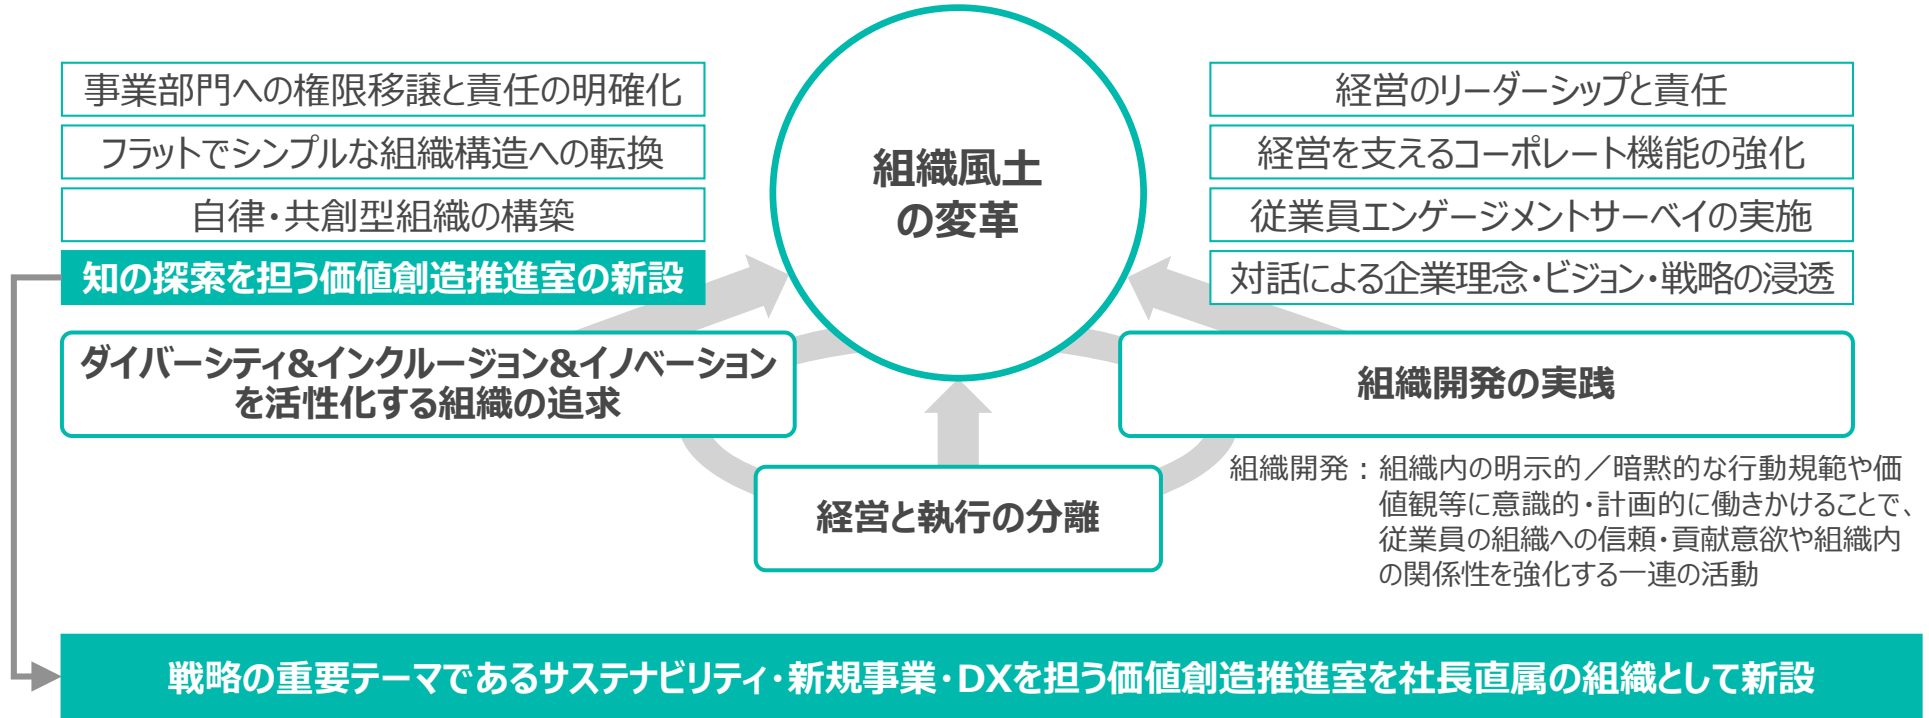 事業部門への権限移譲と責任の明確化
フラットでシンプルな組織構造への転換
自律・共創型組織の構築
知の探索を担う価値創造推進室の新設
ダイバーシティ&インクルージョン&イノベーション
を活性化する組織の追求
組織風土
の変革
経営のリーダーシップと責任
経営を支えるコーポレート機能の強化
従業員エンゲージメントサーベイの実施
対話による企業理念・ビジョン・戦略の浸透
組織開発の実践
経営と執行の分離
組織開発：組織内の明示的／暗黙的な行動規範や価
値観等に意識的・計画的に働きかけることで、
従業員の組織への信頼・貢献意欲や組織内
の関係性を強化する一連の活動
戦略の重要テーマであるサステナビリティ・新規事業・DXを担う価値創造推進室を社長直属の組織として新設